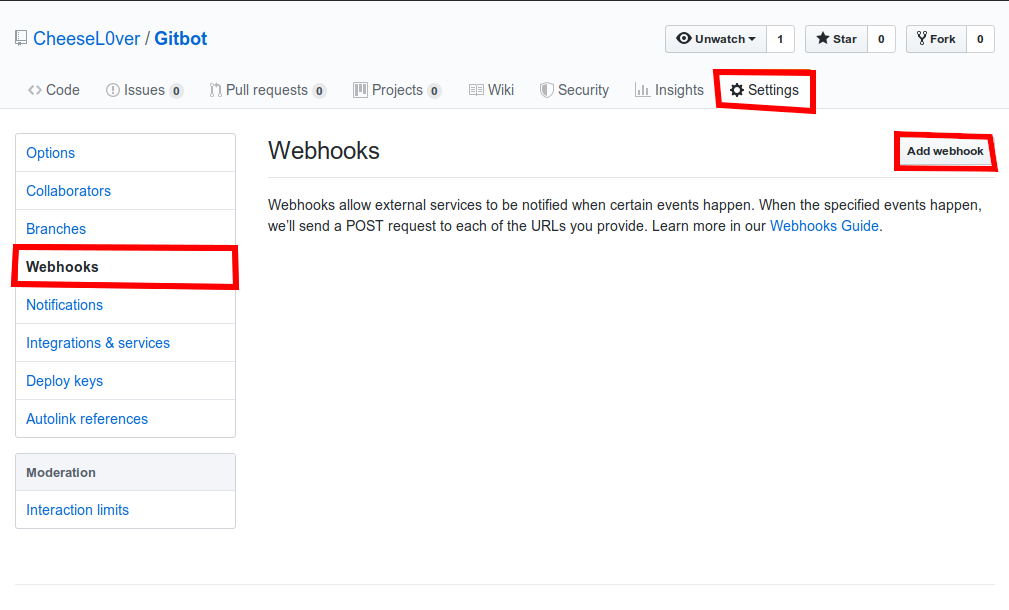 CheeseL0ver / Gitbot
Unwatch 1 Star 0 Fork 0
Code Issues 0 Pull requests 0 Projects 0 Wiki Security Insights Settings
Options
Collaborators
Branches
Webhooks
Notifications
Integrations & services
Deploy keys
Autolink references
Moderation
Interaction limits
Webhooks
Add webhook
Webhooks allow external services to be notified when certain events happen. When the specified events happen,
we'll send a POST request to each of the URLs you provide. Learn more in our Webhooks Guide.